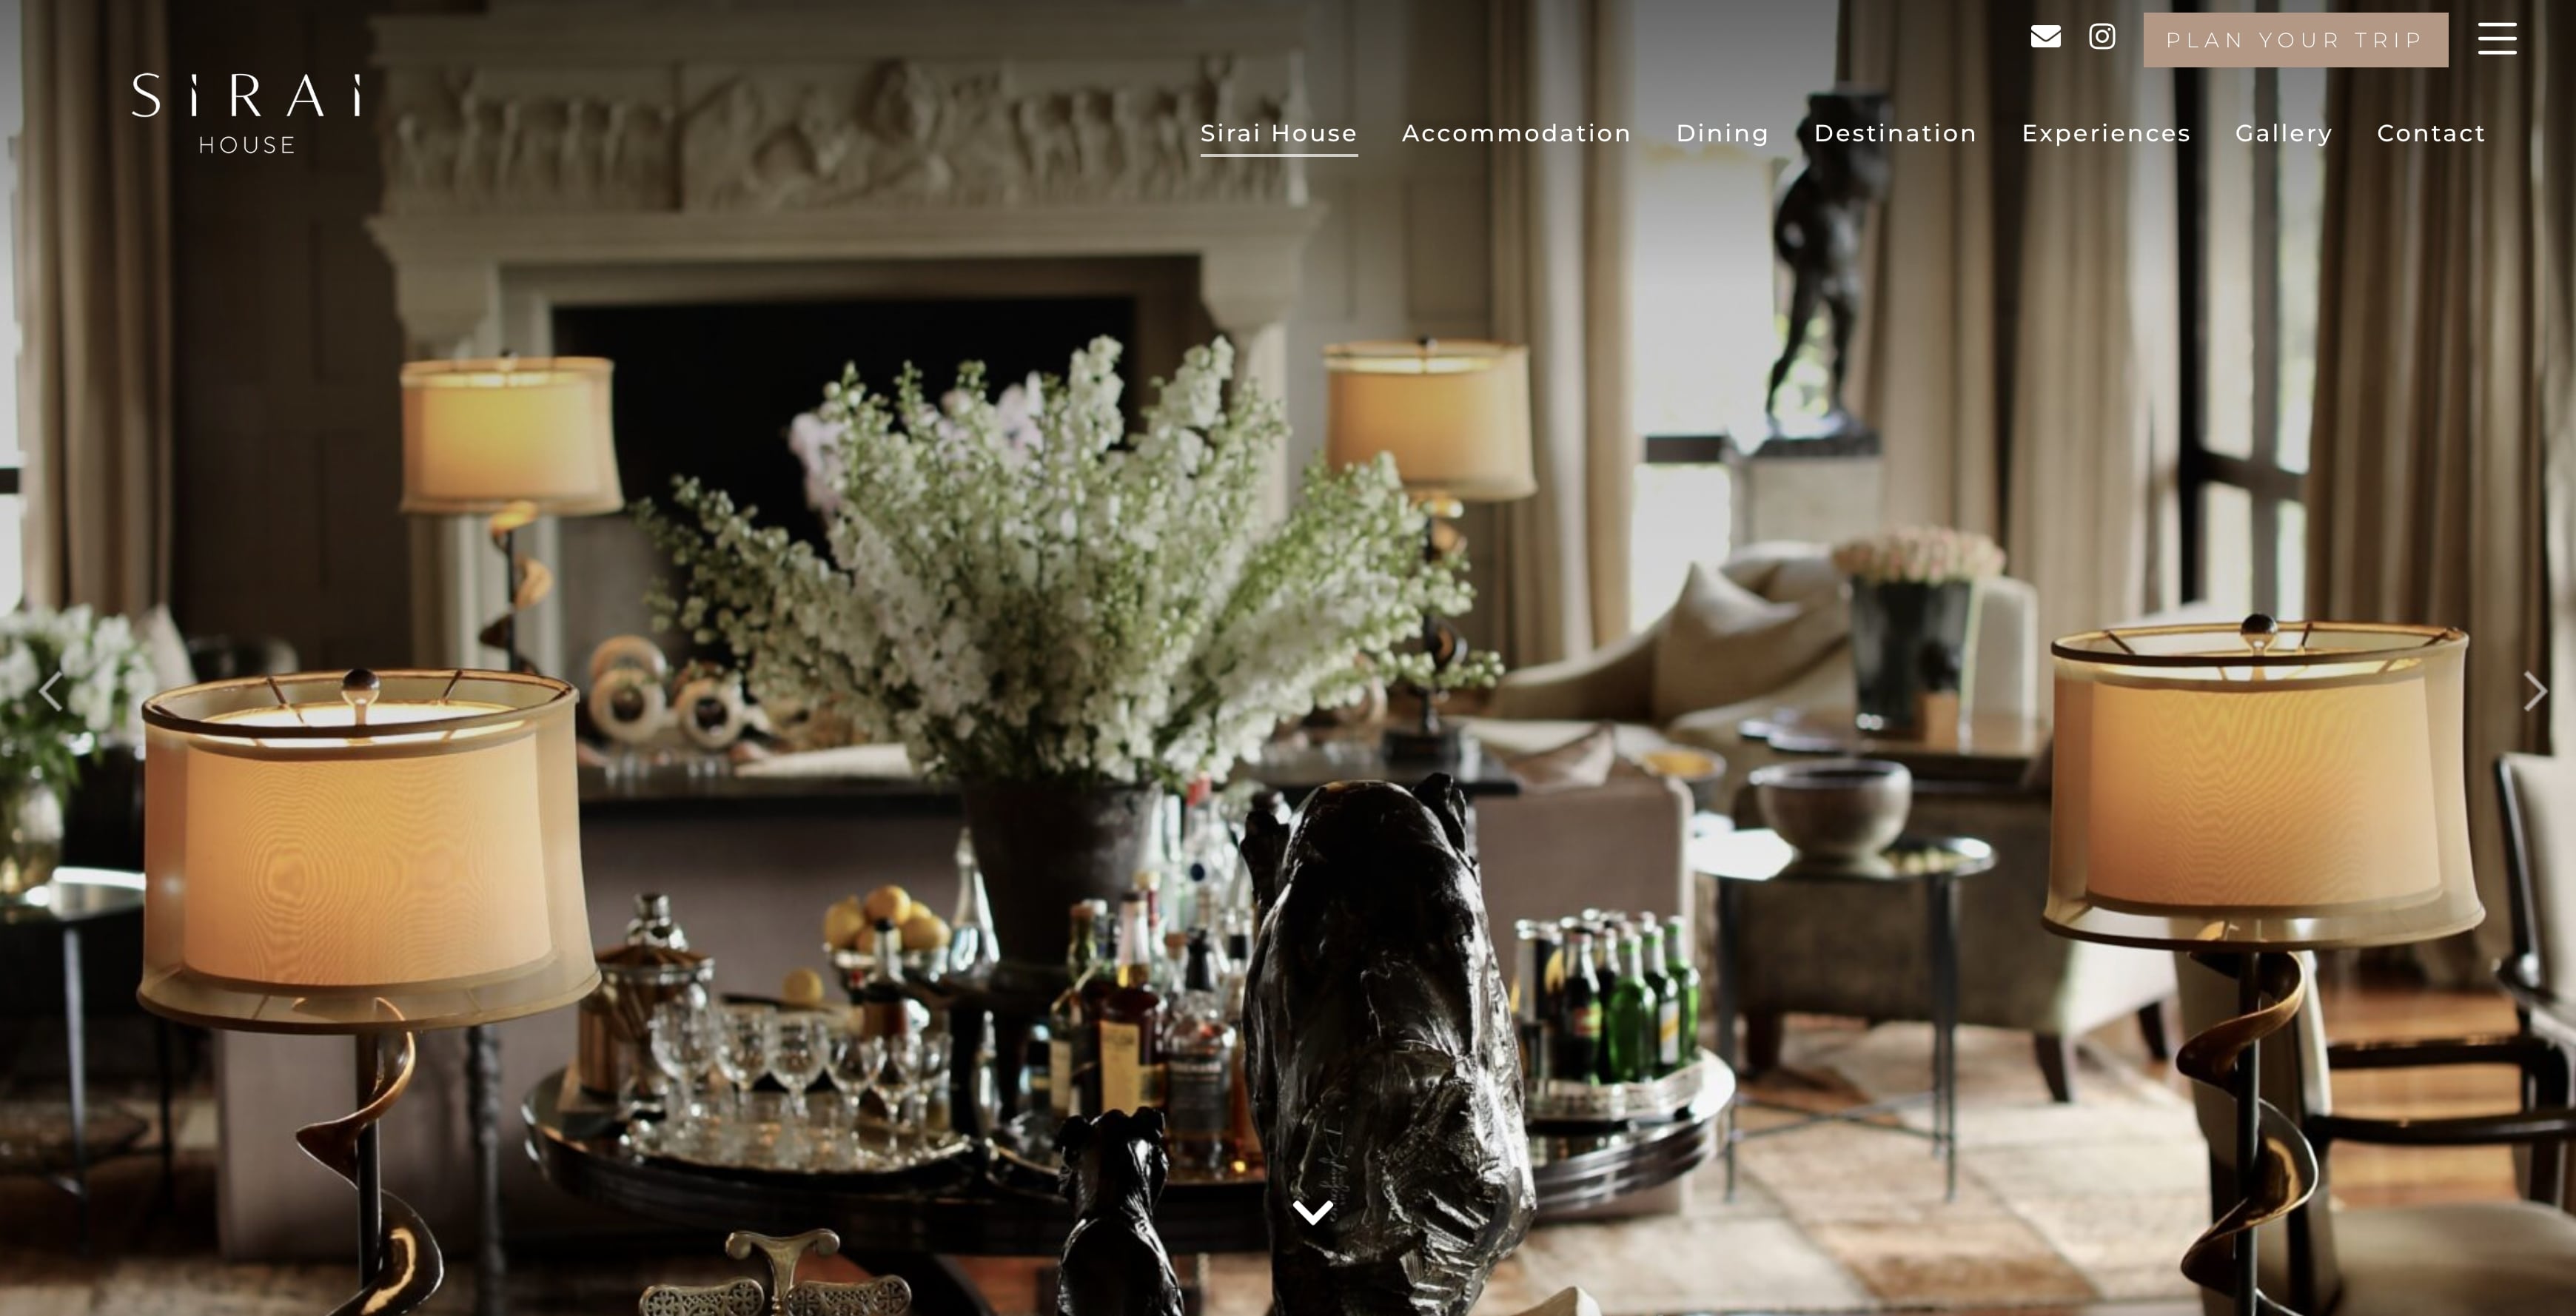 PLAN YOUR TRIP
SiRAi
HOUSE
Sirai House Accommodation Dining Destination Experiences Gallery Contact